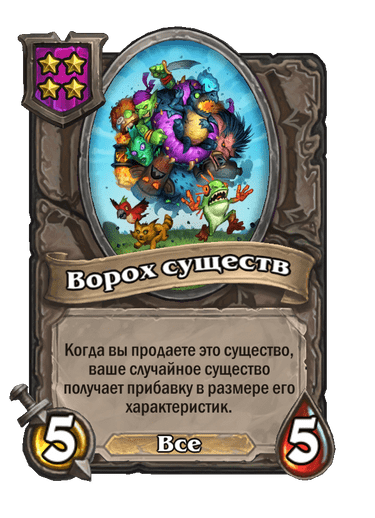 Ворох существ
Когда вы продаете это существо,
ваше случайное существо
получает прибавку в размере его
характеристик.
5
Все
5